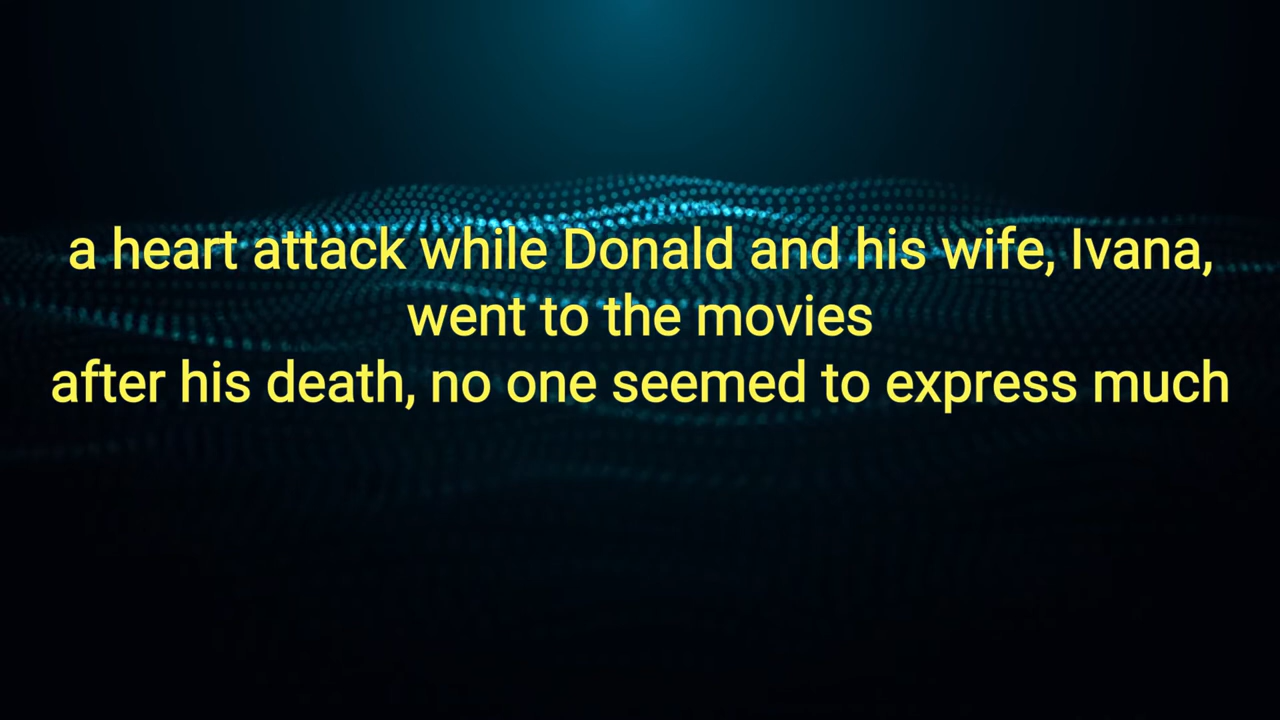 a heart attack while Donald and his wife, Ivana,
went to the movies
after his death, no one seemed to express much